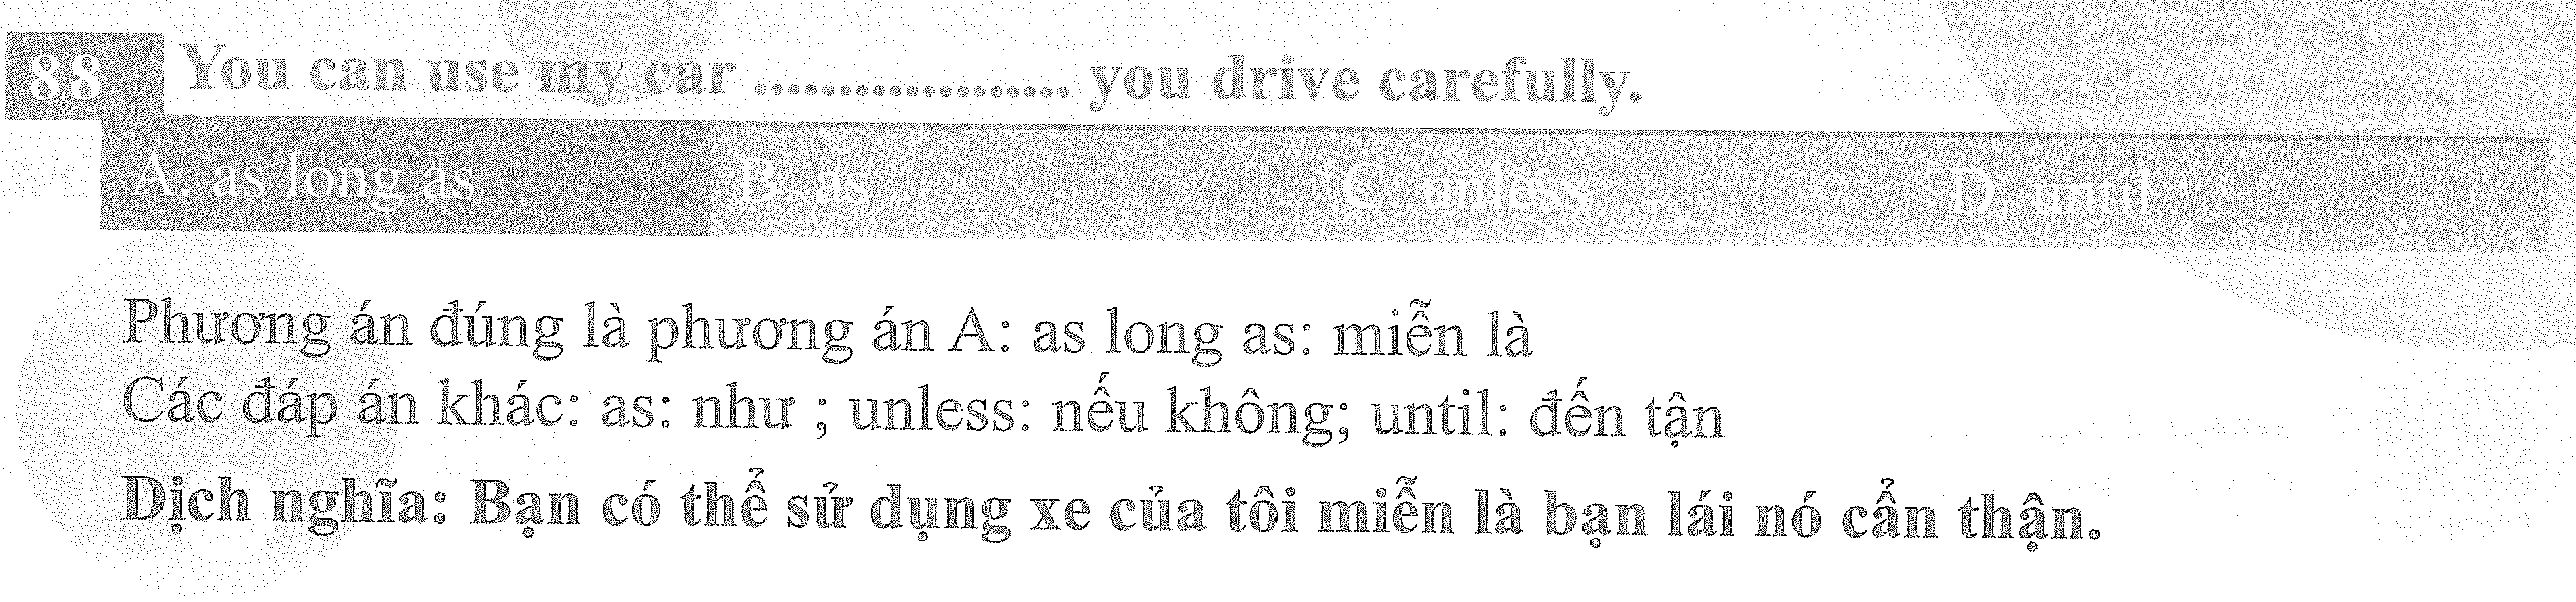 88 You can use my car ................... you drive carefully.
A. as long as B. as C. unless D. until
Phương án đúng là phương án A: as long as: miễn là
Các đáp án khác: as: như ; unless: nếu không; until: đến tận
Dịch nghĩa: Bạn có thể sử dụng xe của tôi miễn là bạn lái nó cẩn thận.